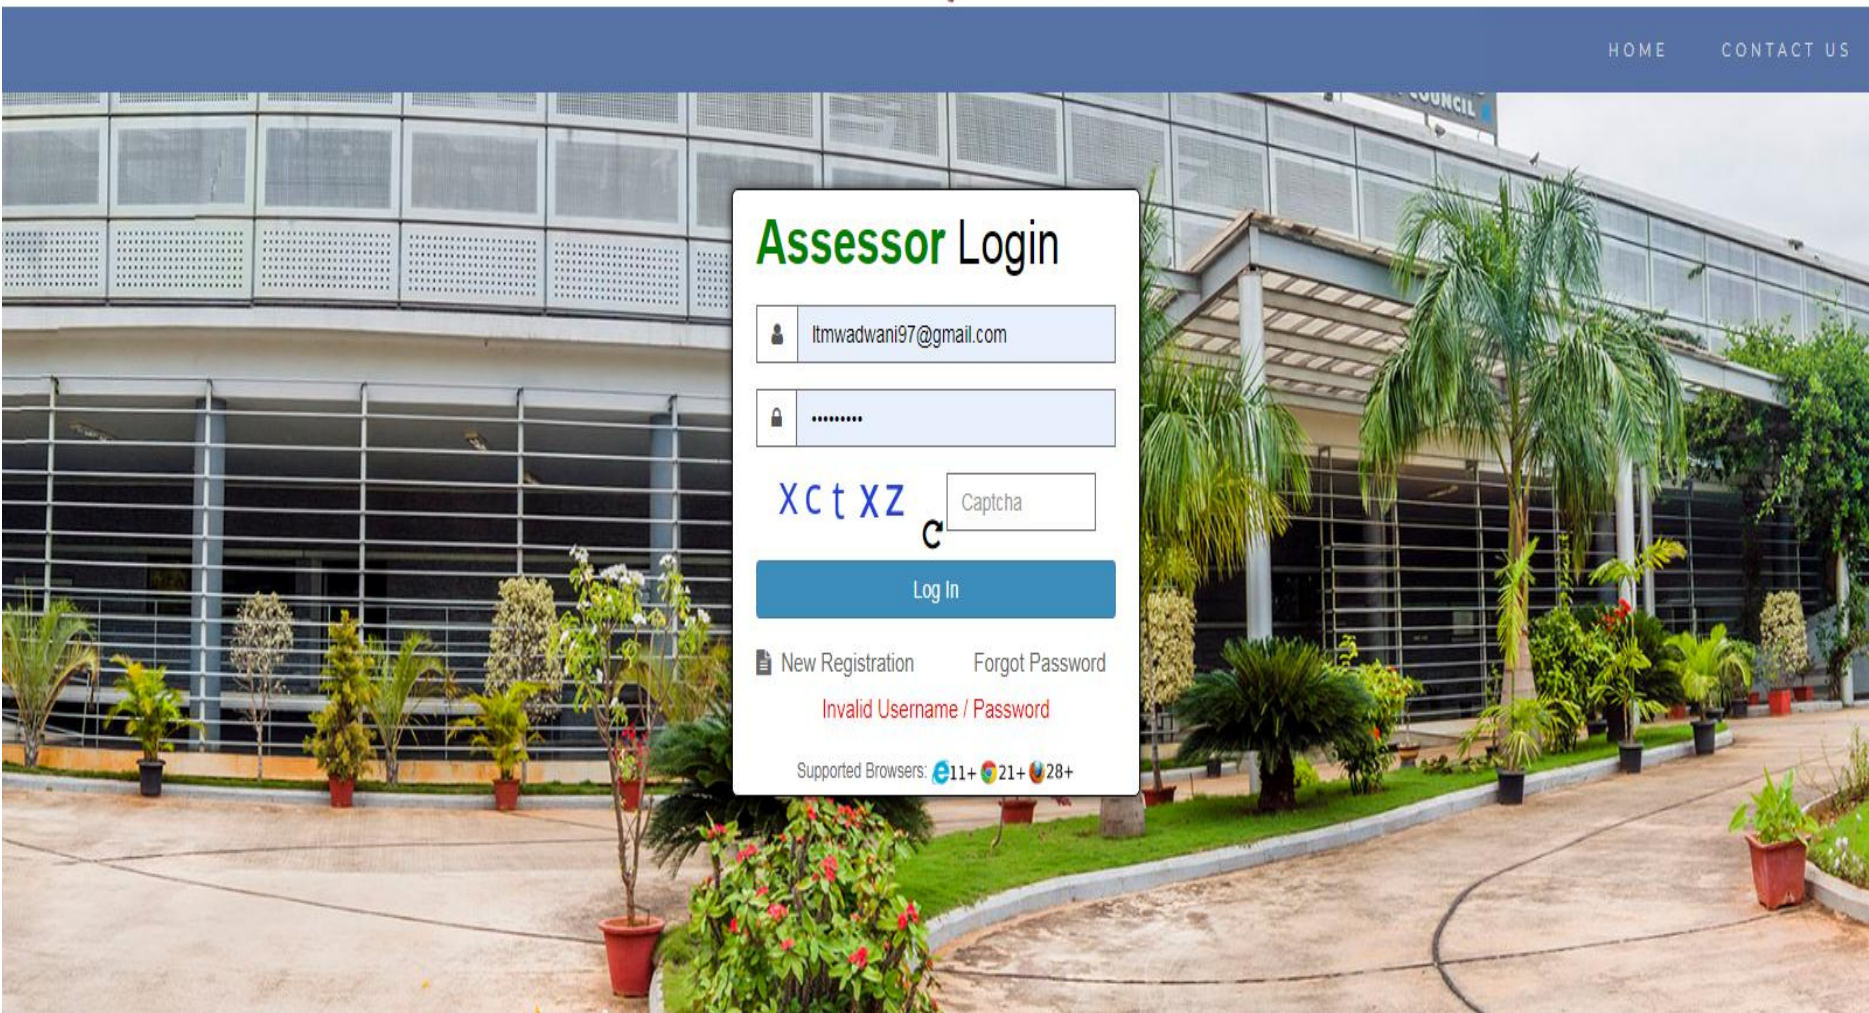 HOME CONTACT US
COUNCIL
Assessor Login
ltmwadwani97@gmail.com
•••••••••
XCtXZ Captcha
Log In
New Registration Forgot Password
Invalid Username / Password
Supported Browsers: 11+ 21+ 28+